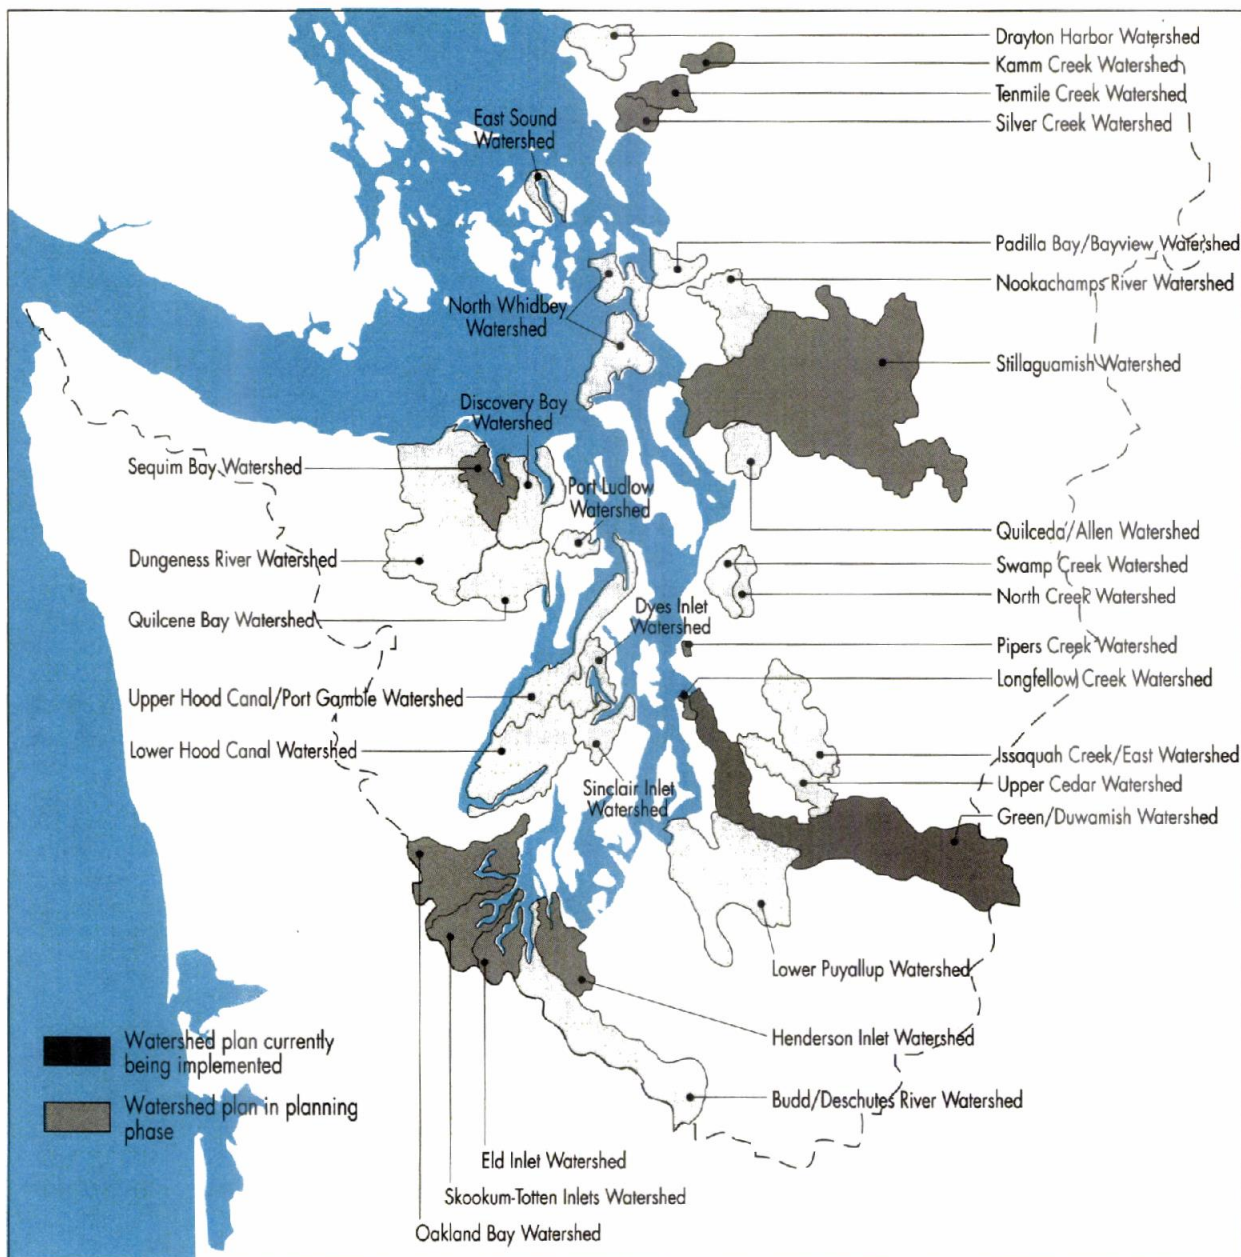 Drayton Harbor Watershed
Kamm Creek Watershed
Tenmile Creek Watershed
Silver Creek Watershed
East Sound
Watershed
Padilla Bay/Bayview Watershed
Nookachamps River Watershed
North Whidbey
Watershed
Stillaguamish Watershed
Discovery Bay
Watershed
Sequim Bay Watershed
Port Ludlow
Watershed
Quilceda/Allen Watershed
Dungeness River Watershed
Swamp Creek Watershed
North Creek Watershed
Quilcene Bay Watershed
Dyes Inlet
Watershed
Pipers Creek Watershed
Longfellow Creek Watershed
Upper Hood Canal/Port Gamble Watershed
Lower Hood Canal Watershed
Issaquah Creek/East Watershed
Sinclair Inlet
Watershed
Upper Cedar Watershed
Green/Duwamish Watershed
Lower Puyallup Watershed
Henderson Inlet Watershed
Budd/Deschutes River Watershed
Watershed plan currently
being implemented
Watershed plan in planning
phase
Eld Inlet Watershed
Skookum-Totten Inlets Watershed
Oakland Bay Watershed